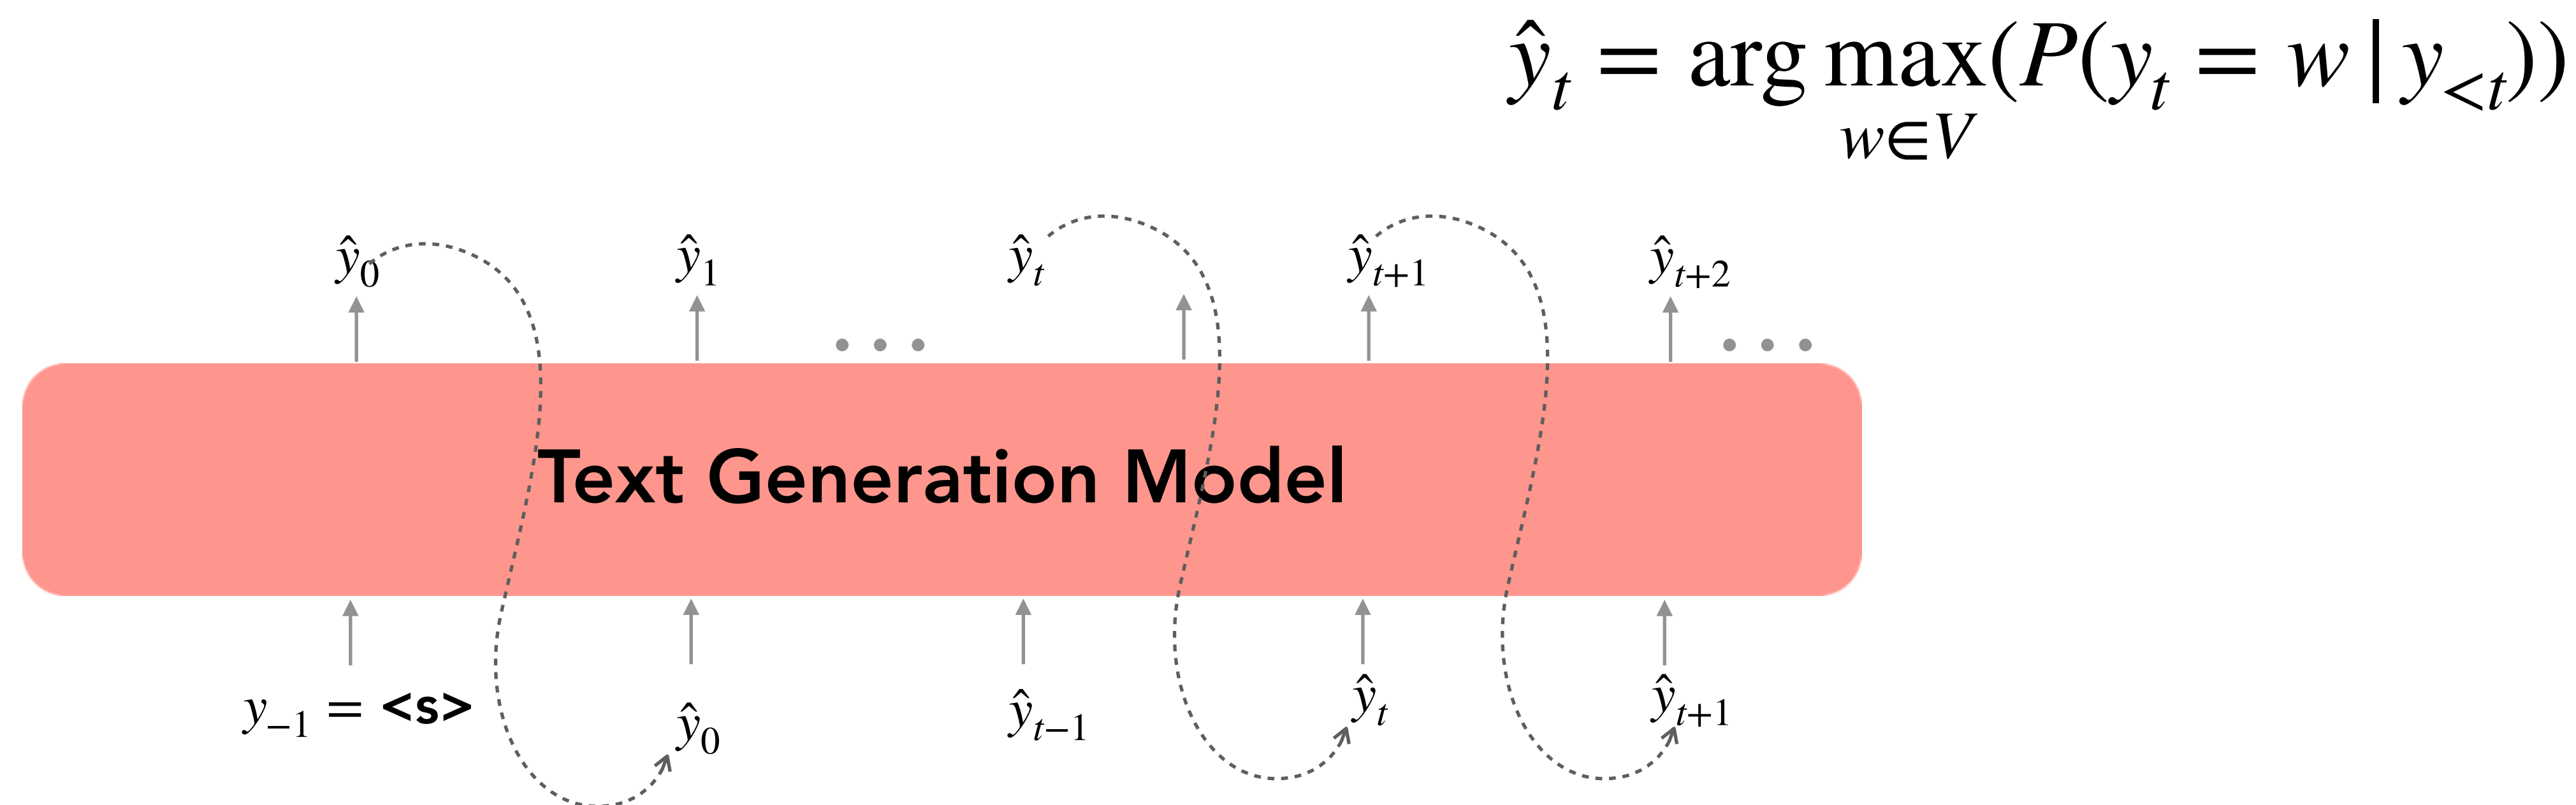 ŷ_t = arg max(P(y_t = w | y_{<t}))
w∈V
ŷ_0 ŷ_1 ŷ_t ŷ_{t+1} ŷ_{t+2}
• • • • • •
Text Generation Model
y_{−1} = <s> ŷ_0 ŷ_{t−1} ŷ_t ŷ_{t+1}